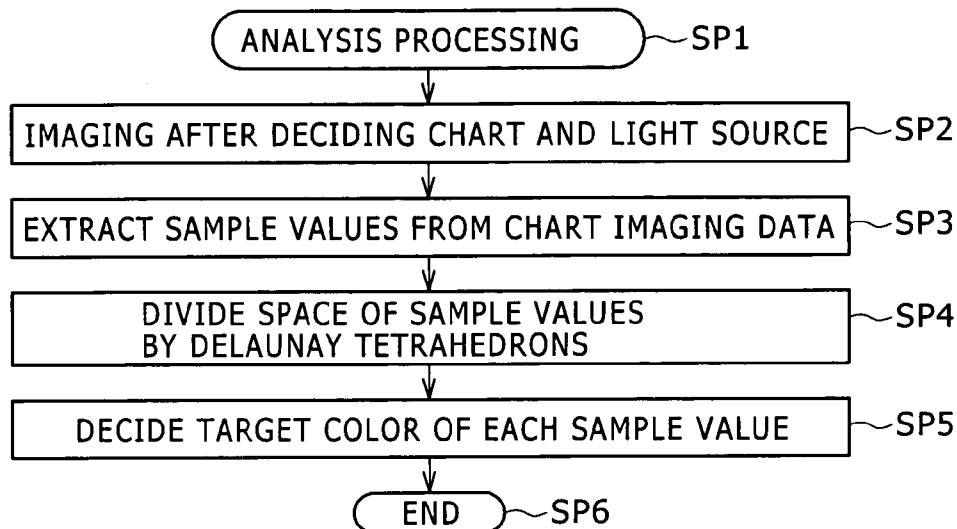 ANALYSIS PROCESSING SP1
IMAGING AFTER DECIDING CHART AND LIGHT SOURCE SP2
EXTRACT SAMPLE VALUES FROM CHART IMAGING DATA SP3
DIVIDE SPACE OF SAMPLE VALUES
BY DELAUNAY TETRAHEDRONS SP4
DECIDE TARGET COLOR OF EACH SAMPLE VALUE SP5
END SP6